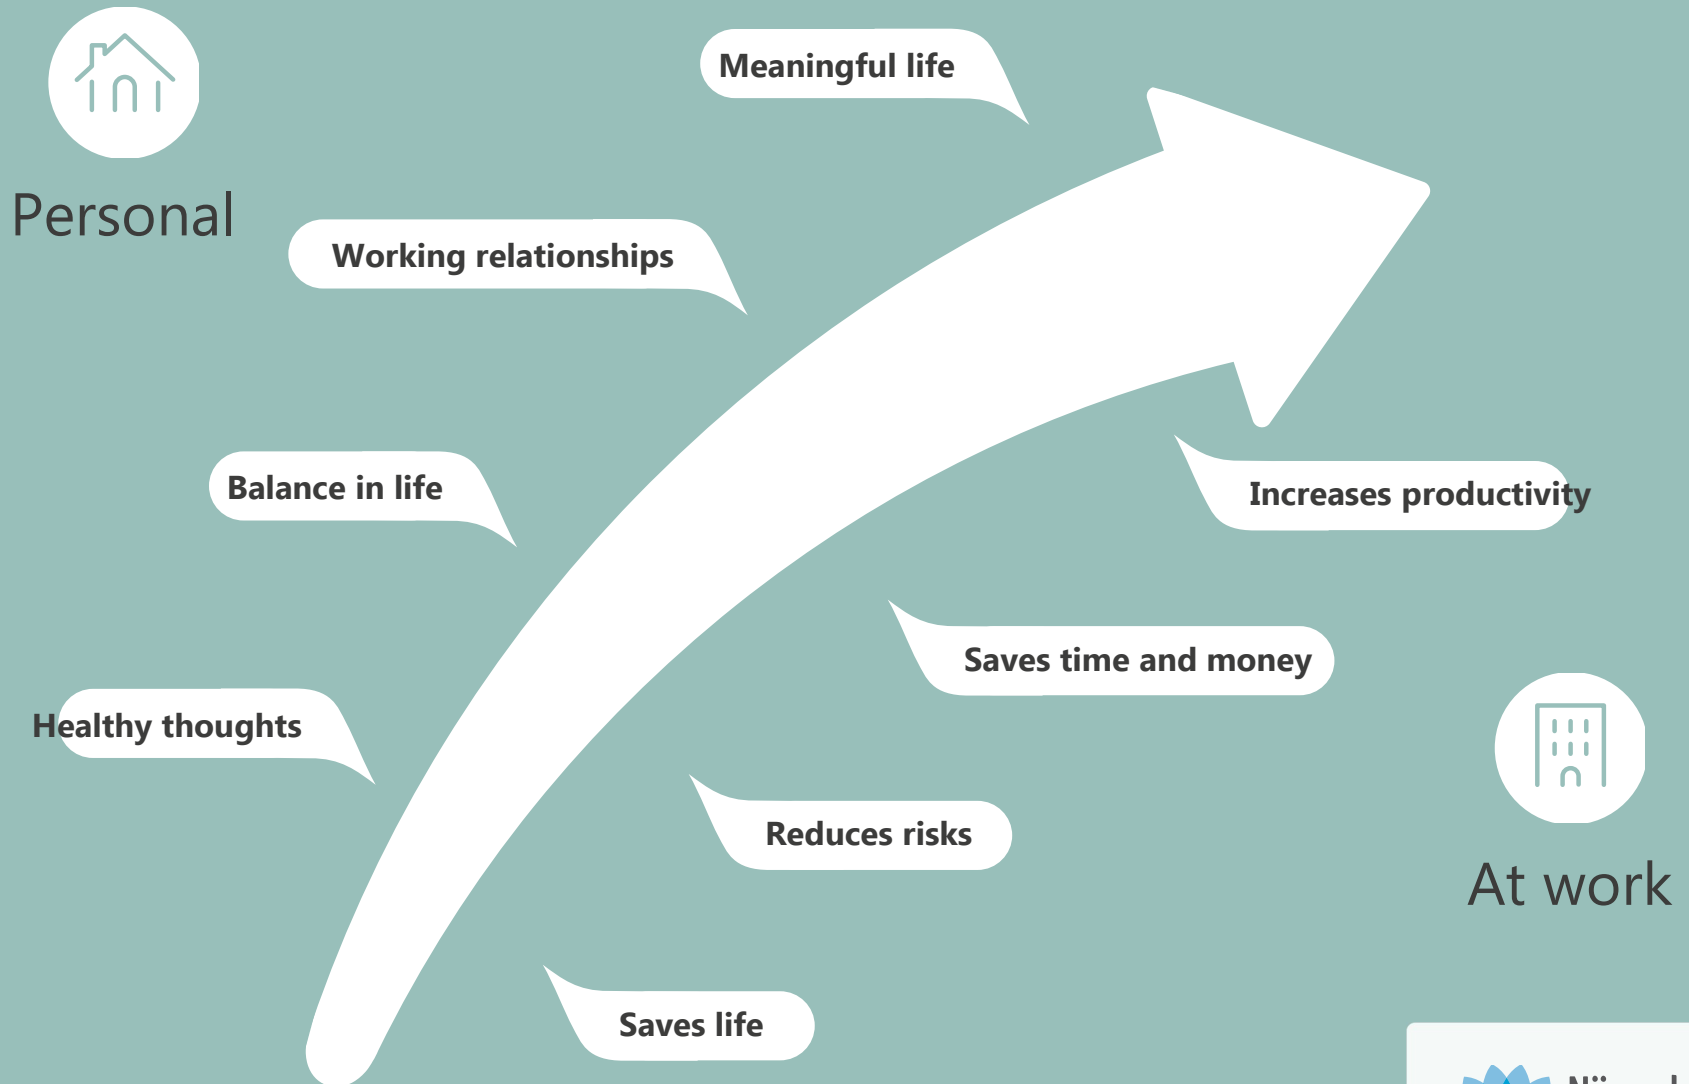 Meaningful life
Personal
Working relationships
Balance in life
Increases productivity
Saves time and money
Healthy thoughts
Reduces risks
At work
Saves life